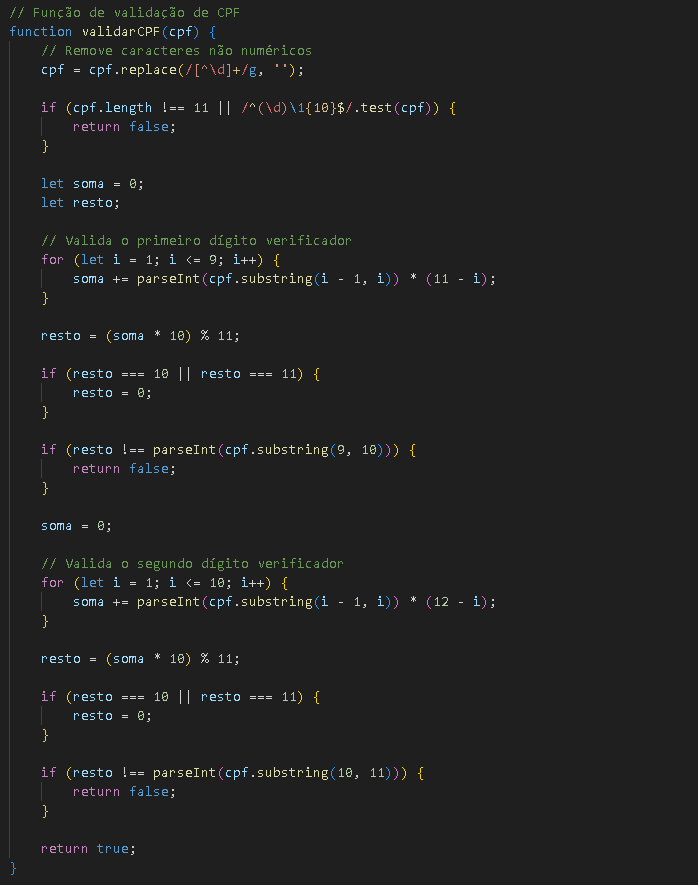 // Função de validação de CPF
function validarCPF(cpf) {
    // Remove caracteres não numéricos
    cpf = cpf.replace(/[^\d]+/g, '');

    if (cpf.length !== 11 || /^(\d)\1{10}$/.test(cpf)) {
        return false;
    }

    let soma = 0;
    let resto;

    // Valida o primeiro dígito verificador
    for (let i = 1; i <= 9; i++) {
        soma += parseInt(cpf.substring(i - 1, i)) * (11 - i);
    }

    resto = (soma * 10) % 11;

    if (resto === 10 || resto === 11) {
        resto = 0;
    }

    if (resto !== parseInt(cpf.substring(9, 10))) {
        return false;
    }

    soma = 0;

    // Valida o segundo dígito verificador
    for (let i = 1; i <= 10; i++) {
        soma += parseInt(cpf.substring(i - 1, i)) * (12 - i);
    }

    resto = (soma * 10) % 11;

    if (resto === 10 || resto === 11) {
        resto = 0;
    }

    if (resto !== parseInt(cpf.substring(10, 11))) {
        return false;
    }

    return true;
}